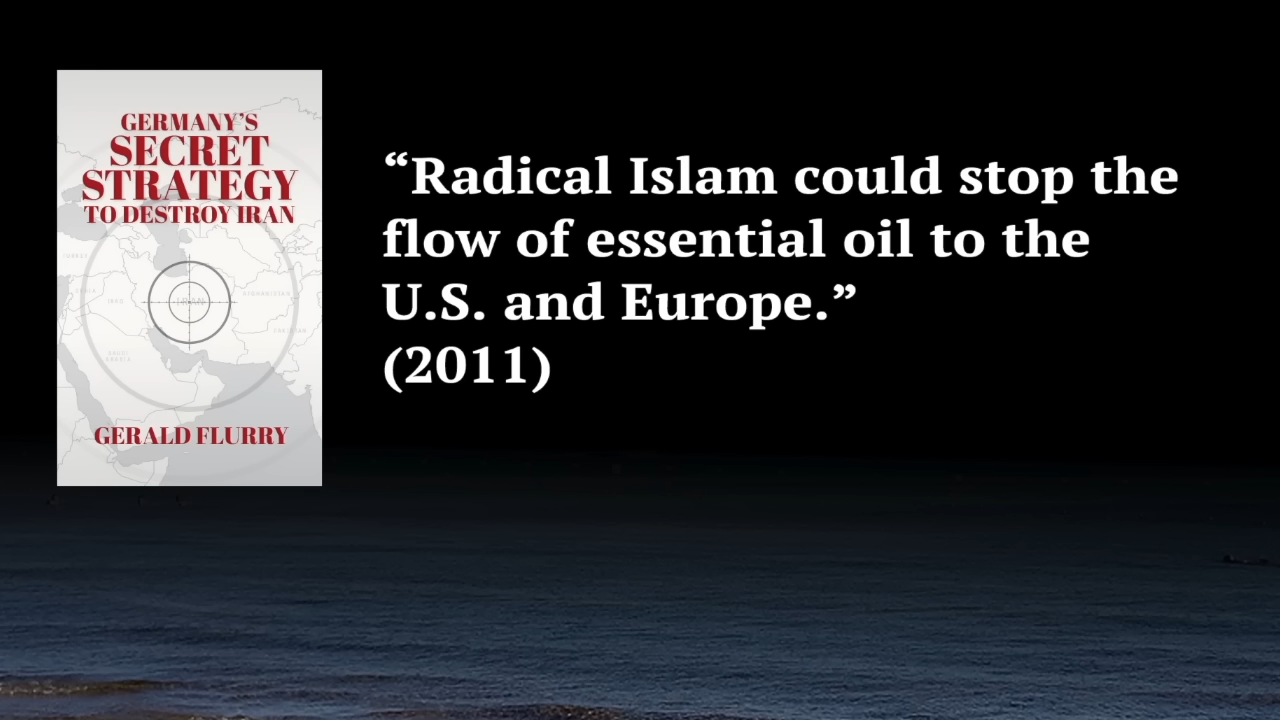 GERMANY'S
SECRET
STRATEGY
TO DESTROY IRAN
IRAN
GERALD FLURRY
“Radical Islam could stop the
flow of essential oil to the
U.S. and Europe.”
(2011)